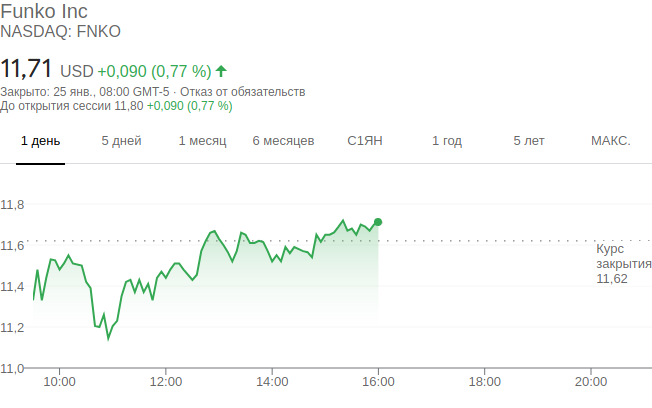 Funko Inc
NASDAQ: FNKO
11,71 USD +0,090 (0,77 %)
Закрыто: 25 янв., 08:00 GMT-5 · Отказ от обязательств
До открытия сессии 11,80 +0,090 (0,77 %)
1 день 5 дней 1 месяц 6 месяцев С1ЯН 1 год 5 лет МАКС.
11,8
11,6
Курс
закрытия
11,62
11,4
11,2
11,0
10:00 12:00 14:00 16:00 18:00 20:00